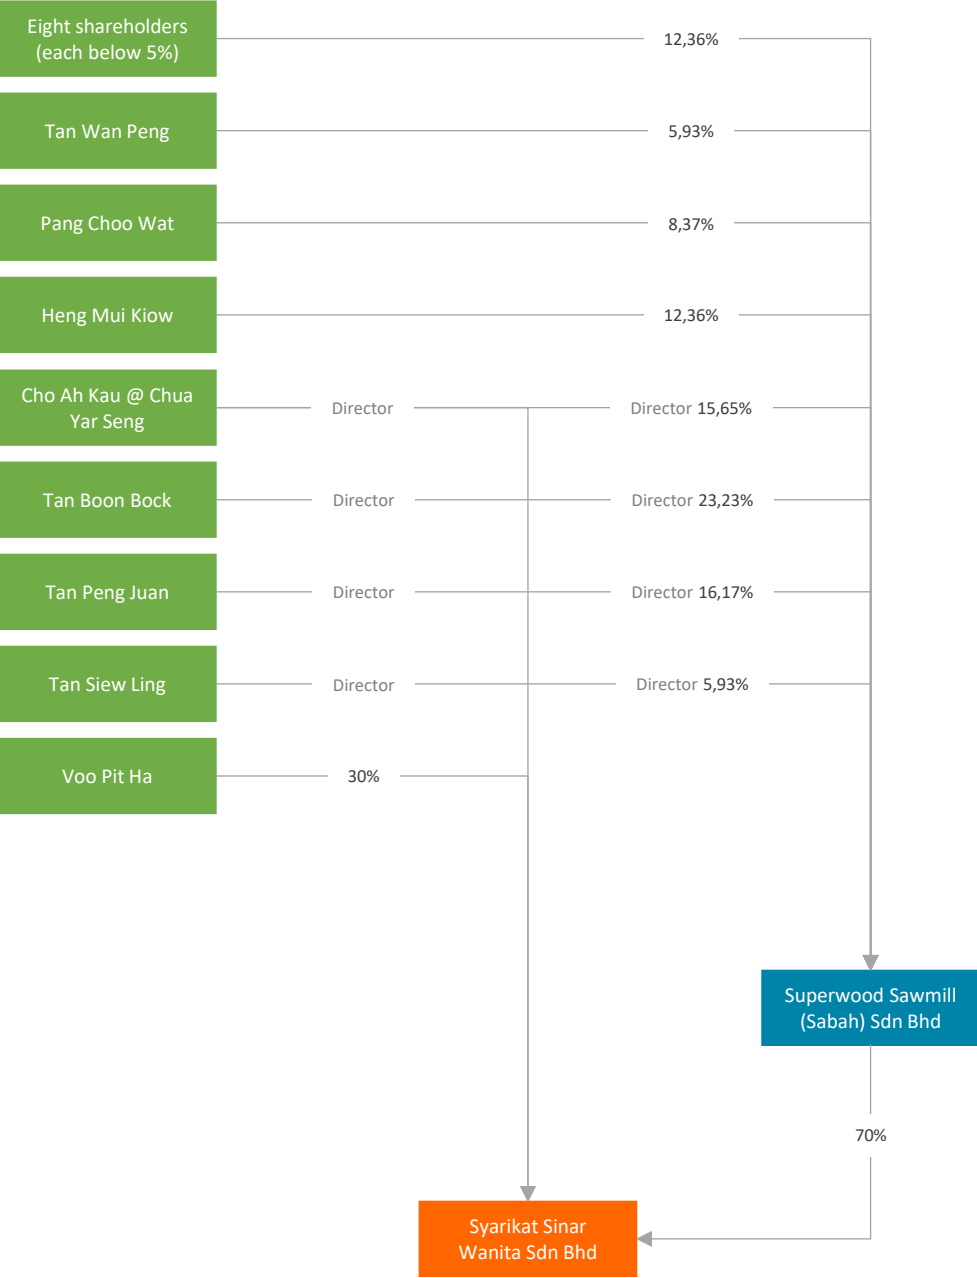 Eight shareholders
(each below 5%)
12,36%
Tan Wan Peng
5,93%
Pang Choo Wat
8,37%
Heng Mui Kiow
12,36%
Cho Ah Kau @ Chua
Yar Seng
Director
Director 15,65%
Tan Boon Bock
Director
Director 23,23%
Tan Peng Juan
Director
Director 16,17%
Tan Siew Ling
Director
Director 5,93%
Voo Pit Ha
30%
Superwood Sawmill
(Sabah) Sdn Bhd
70%
Syarikat Sinar
Wanita Sdn Bhd